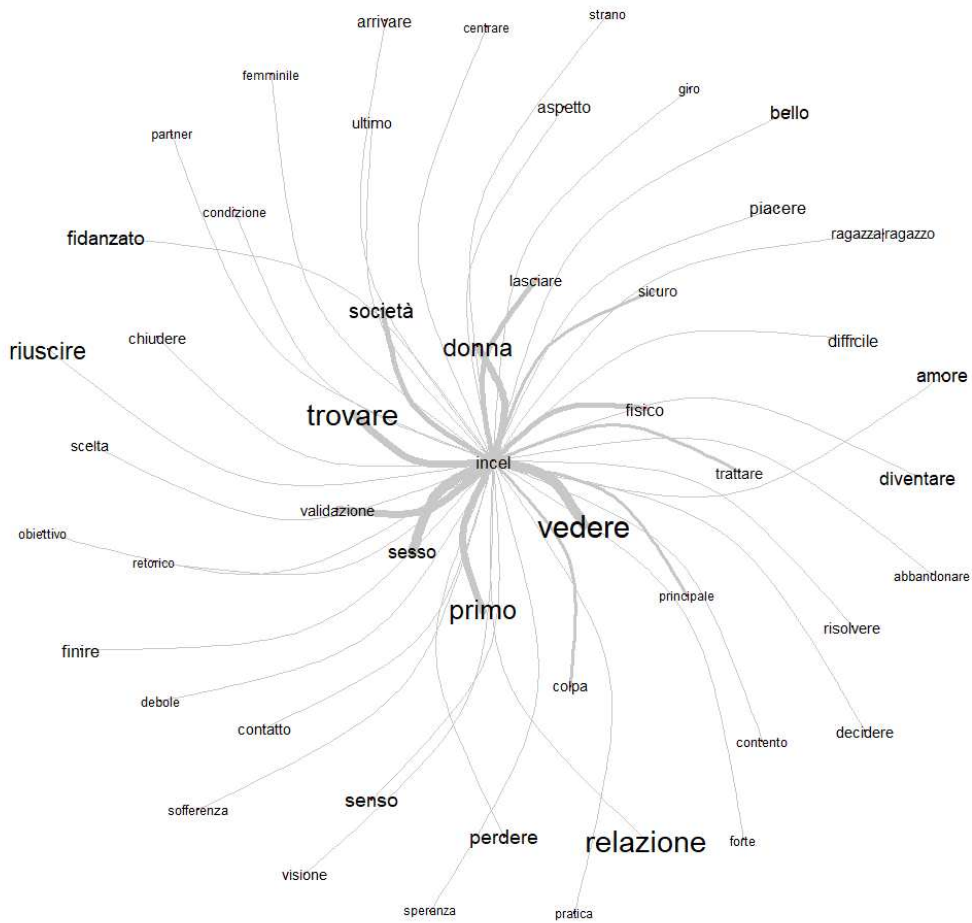 strano
arrivare
centrare
femminile
giro
aspetto
bello
ultimo
partner
condizione
piacere
ragazza+ragazzo
fidanzato
lasciare
sicuro
società
chiudere
difficile
donna
riuscire
amore
trovare
fisico
scelta
incel
trattare
diventare
validazione
vedere
obiettivo
sesso
retorico
abbandonare
principale
primo
risolvere
finire
colpa
debole
contatto
decidere
contento
senso
sofferenza
perdere
relazione
forte
visione
speranza
pratica